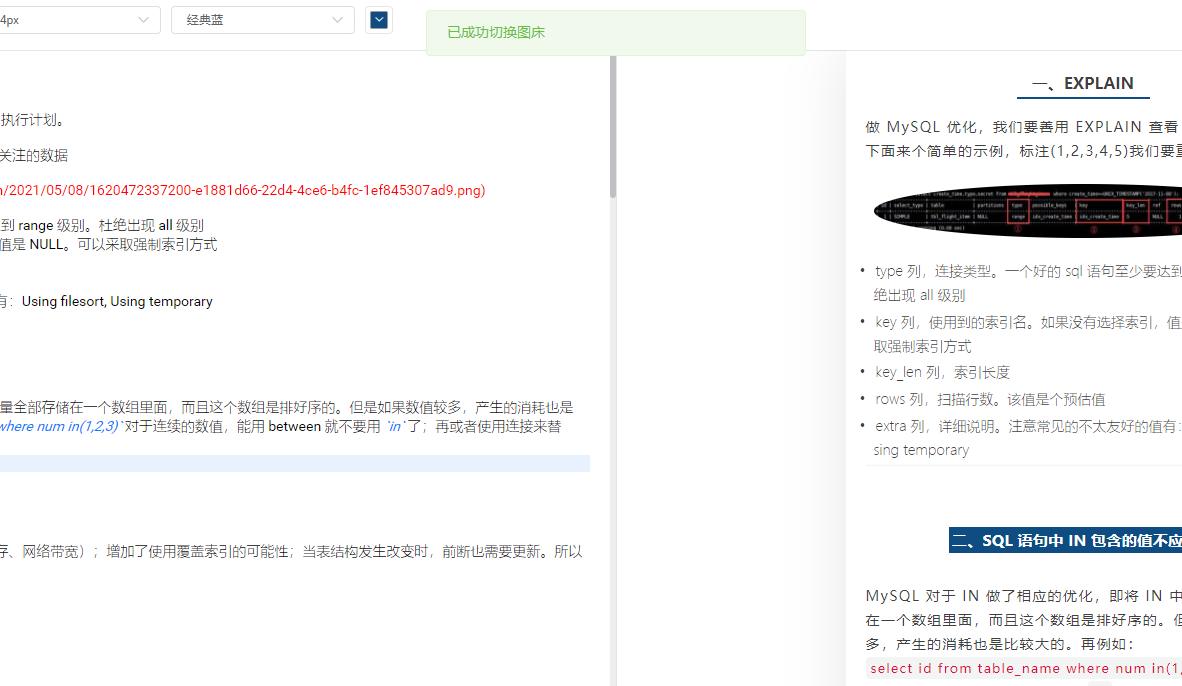 4px
经典蓝
已成功切换图床
执行计划。
关注的数据
n/2021/05/08/1620472337200-e1881d66-22d4-4ce6-b4fc-1ef845307ad9.png)
到 range 级别。杜绝出现 all 级别
值是 NULL。可以采取强制索引方式
有：Using filesort, Using temporary
量全部存储在一个数组里面，而且这个数组是排好序的。但是如果数值较多，产生的消耗也是
where num in(1,2,3)`对于连续的数值，能用 between 就不要用 `in`了；再或者使用连接来替
存、网络带宽）；增加了使用覆盖索引的可能性；当表结构发生改变时，前断也需要更新。所以
一、EXPLAIN
做 MySQL 优化，我们要善用 EXPLAIN 查看
下面来个简单的示例，标注(1,2,3,4,5)我们要重
select_type table partitions type possible_keys key key_len ref rows
1 SIMPLE tbl_flight_item NULL range idx_create_time idx_create_time 5 NULL
• type 列，连接类型。一个好的 sql 语句至少要达到
绝出现 all 级别
• key 列，使用到的索引名。如果没有选择索引，值
取强制索引方式
• key_len 列，索引长度
• rows 列，扫描行数。该值是个预估值
• extra 列，详细说明。注意常见的不太友好的值有：
sing temporary
二、SQL 语句中 IN 包含的值不应
MySQL 对于 IN 做了相应的优化，即将 IN 中
在一个数组里面，而且这个数组是排好序的。但
多，产生的消耗也是比较大的。再例如：
select id from table_name where num in(1,